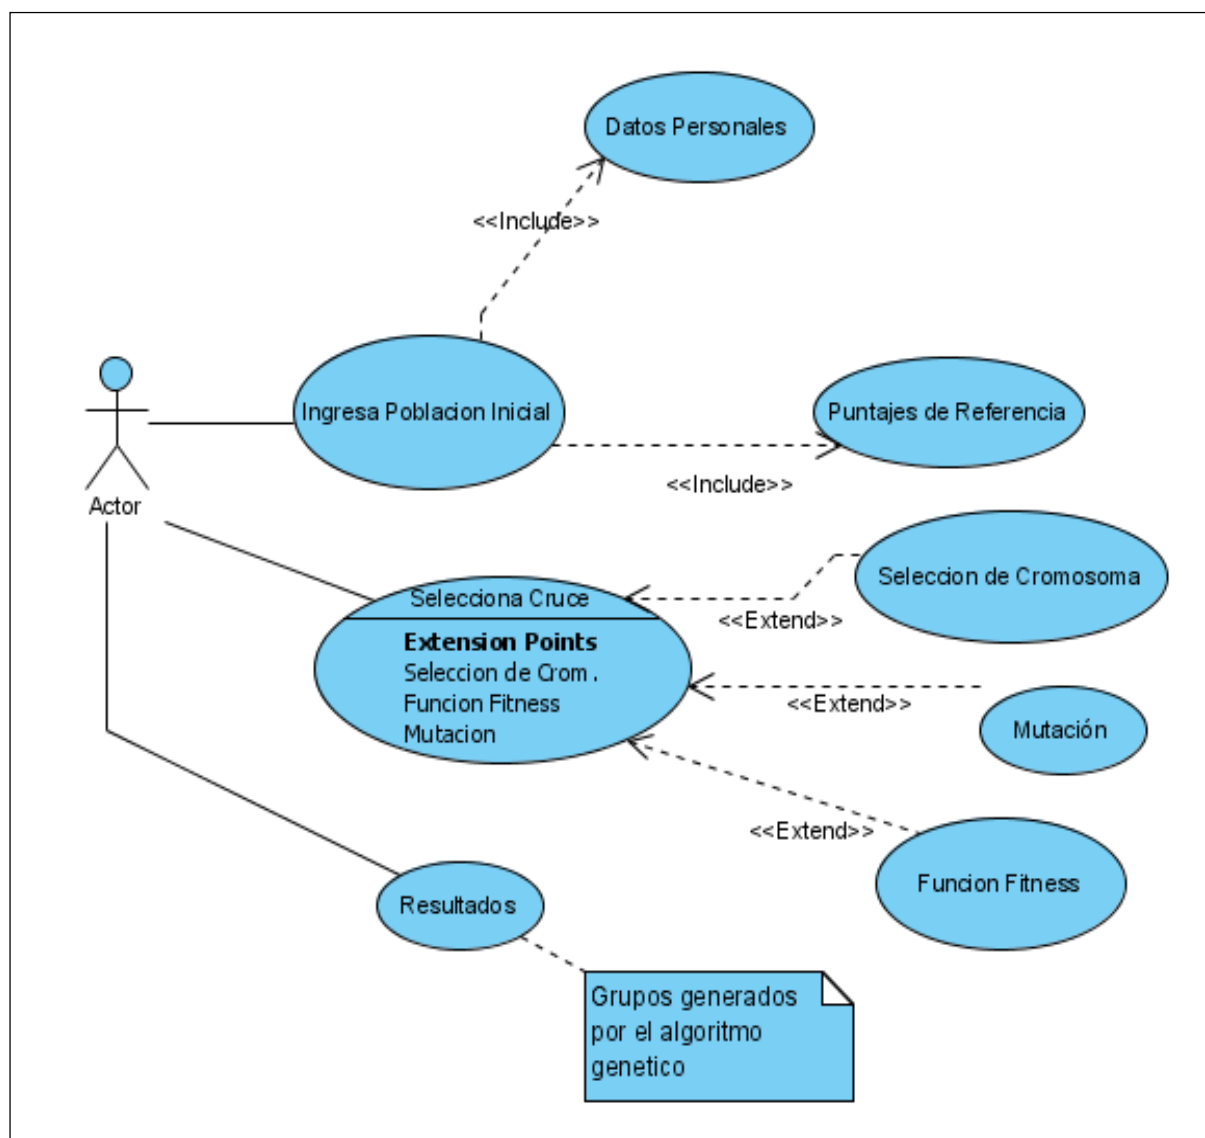 Datos Personales
<<Include>>
Ingresa Poblacion Inicial
Puntajes de Referencia
<<Include>>
Actor
Seleccion de Cromosoma
<<Extend>>
Selecciona Cruce
Extension Points
Seleccion de Crom.
Funcion Fitness
Mutacion
<<Extend>>
Mutación
<<Extend>>
Funcion Fitness
Resultados
Grupos generados
por el algoritmo
genetico